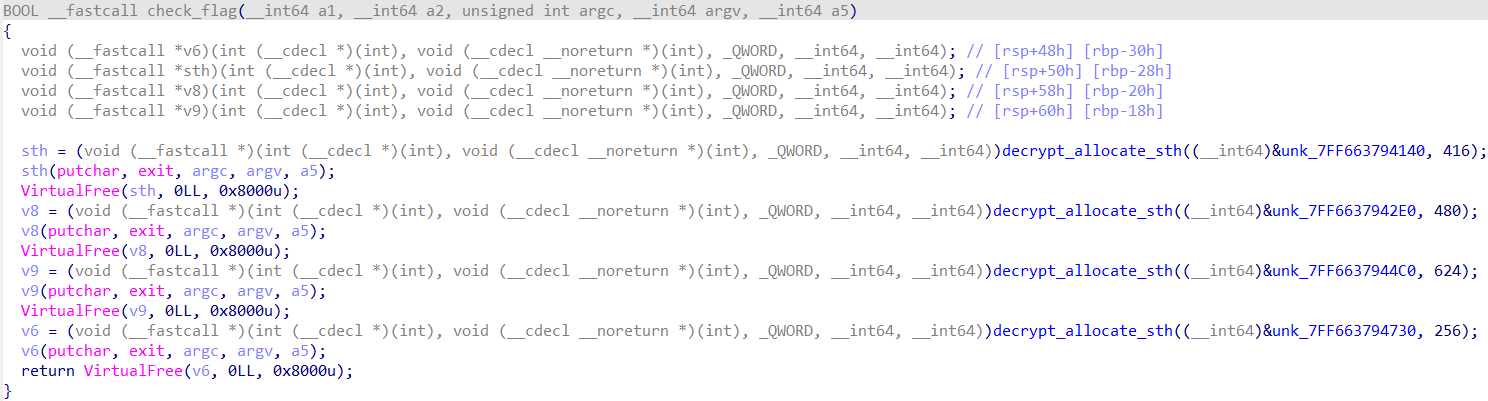 BOOL __fastcall check_flag(__int64 a1, __int64 a2, unsigned int argc, __int64 argv, __int64 a5)
{
  void (__fastcall *v6)(int (__cdecl *)(int), void (__cdecl __noreturn *)(int), _QWORD, __int64, __int64); // [rsp+48h] [rbp-30h]
  void (__fastcall *sth)(int (__cdecl *)(int), void (__cdecl __noreturn *)(int), _QWORD, __int64, __int64); // [rsp+50h] [rbp-28h]
  void (__fastcall *v8)(int (__cdecl *)(int), void (__cdecl __noreturn *)(int), _QWORD, __int64, __int64); // [rsp+58h] [rbp-20h]
  void (__fastcall *v9)(int (__cdecl *)(int), void (__cdecl __noreturn *)(int), _QWORD, __int64, __int64); // [rsp+60h] [rbp-18h]
  sth = (void (__fastcall *)(int (__cdecl *)(int), void (__cdecl __noreturn *)(int), _QWORD, __int64, __int64))decrypt_allocate_sth((__int64)&unk_7FF663794140, 416);
  sth(putchar, exit, argc, argv, a5);
  VirtualFree(sth, 0LL, 0x8000u);
  v8 = (void (__fastcall *)(int (__cdecl *)(int), void (__cdecl __noreturn *)(int), _QWORD, __int64, __int64))decrypt_allocate_sth((__int64)&unk_7FF6637942E0, 480);
  v8(putchar, exit, argc, argv, a5);
  VirtualFree(v8, 0LL, 0x8000u);
  v9 = (void (__fastcall *)(int (__cdecl *)(int), void (__cdecl __noreturn *)(int), _QWORD, __int64, __int64))decrypt_allocate_sth((__int64)&unk_7FF6637944C0, 624);
  v9(putchar, exit, argc, argv, a5);
  VirtualFree(v9, 0LL, 0x8000u);
  v6 = (void (__fastcall *)(int (__cdecl *)(int), void (__cdecl __noreturn *)(int), _QWORD, __int64, __int64))decrypt_allocate_sth((__int64)&unk_7FF663794730, 256);
  v6(putchar, exit, argc, argv, a5);
  return VirtualFree(v6, 0LL, 0x8000u);
}